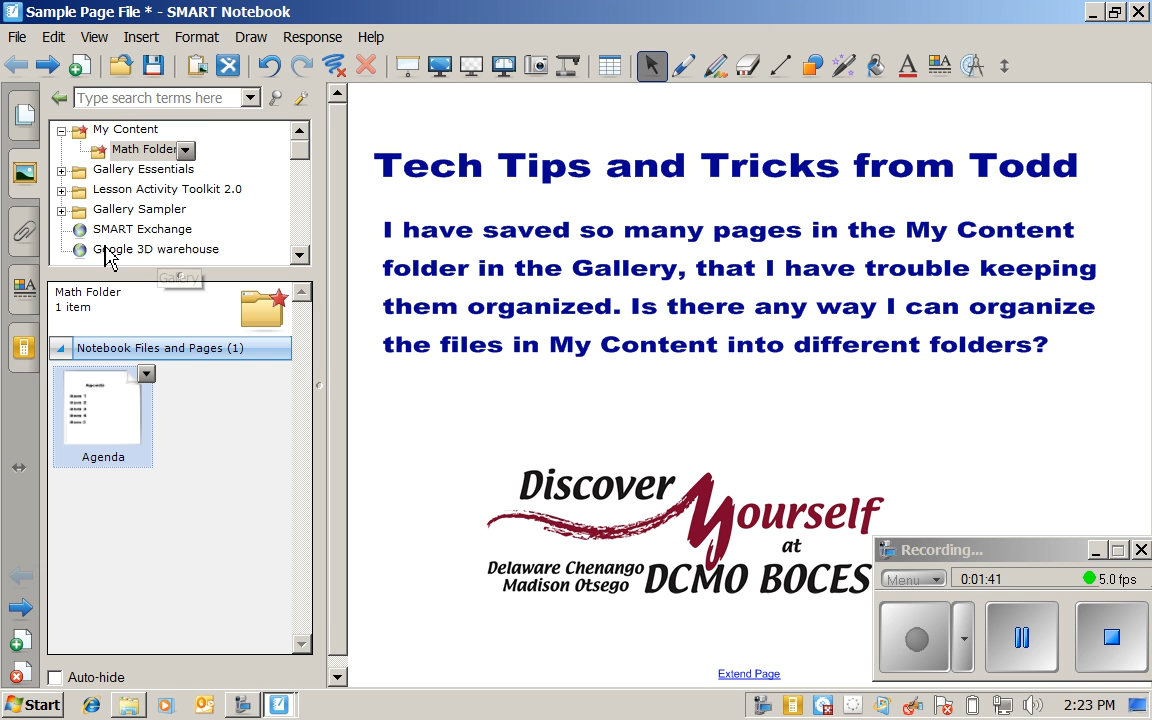 Sample Page File * - SMART Notebook
File Edit View Insert Format Draw Response Help
Type search terms here
My Content
Math Folder
Gallery Essentials
Lesson Activity Toolkit 2.0
Gallery Sampler
SMART Exchange
Google 3D warehouse
Gallery
Math Folder
1 item
Notebook Files and Pages (1)
Agenda
Agenda
Auto-hide
Tech Tips and Tricks from Todd
I have saved so many pages in the My Content
folder in the Gallery, that I have trouble keeping
them organized. Is there any way I can organize
the files in My Content into different folders?
Discover Yourself
at
Delaware Chenango
Madison Otsego
DCMO BOCES
Extend Page
Recording...
Menu 0:01:41 5.0 fps
Start 2:23 PM